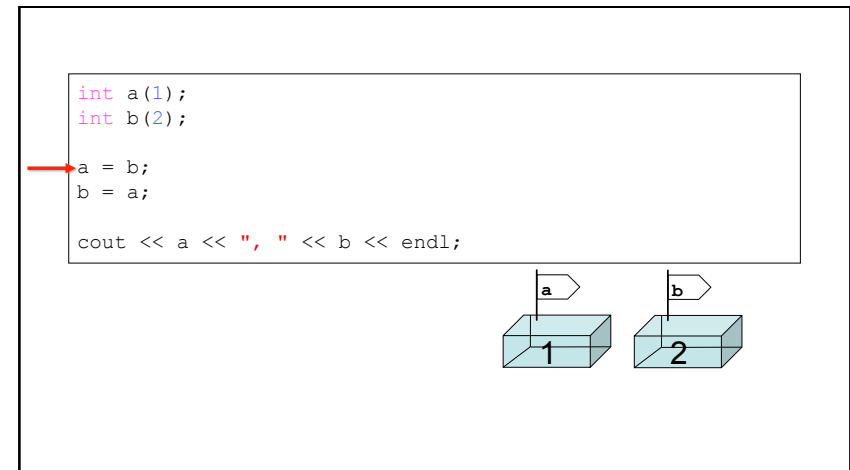 int a(1);
int b(2);
a = b;
b = a;
cout << a << ", " << b << endl;
a b
1 2